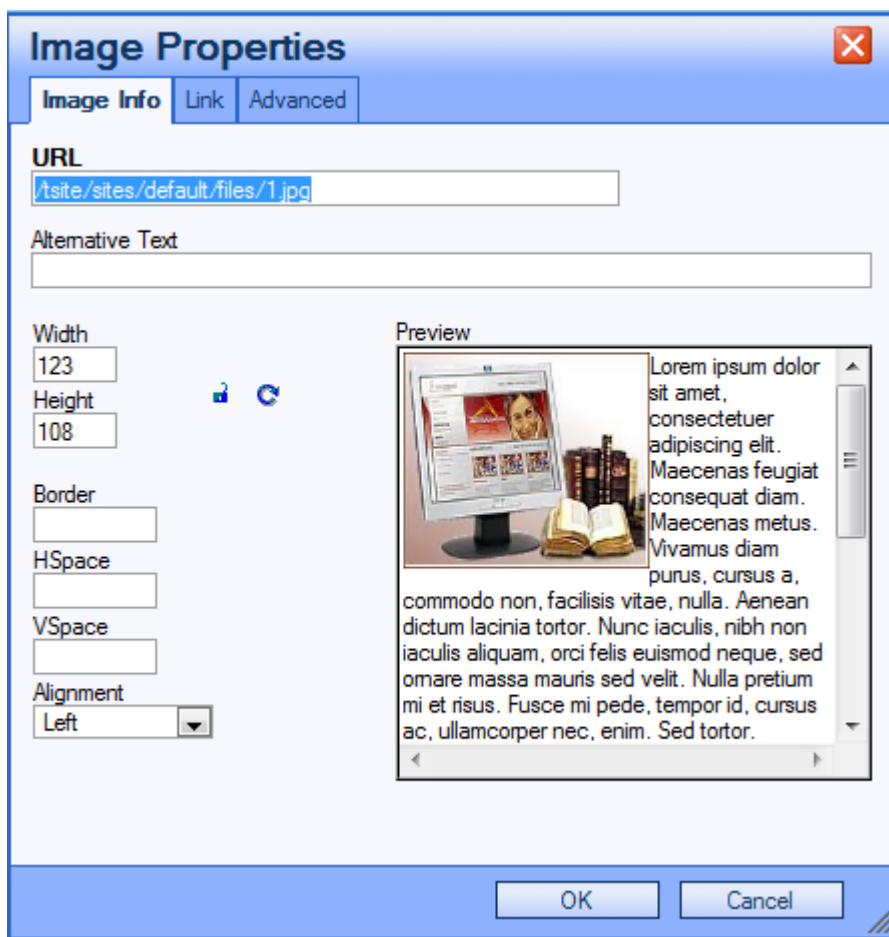 Image Properties
Image Info Link Advanced
URL
/tsite/sites/default/files/1.jpg
Alternative Text
Width
123
Height
108
Border
HSpace
VSpace
Alignment
Left
Preview
Lorem ipsum dolor
sit amet,
consectetuer
adipiscing elit.
Maecenas feugiat
consequat diam.
Maecenas metus.
Vivamus diam
purus, cursus a,
commodo non, facilisis vitae, nulla. Aenean
dictum lacinia tortor. Nunc iaculis, nibh non
iaculis aliquam, orci felis euismod neque, sed
ornare massa mauris sed velit. Nulla pretium
mi et risus. Fusce mi pede, tempor id, cursus
ac, ullamcorper nec, enim. Sed tortor.
OK Cancel